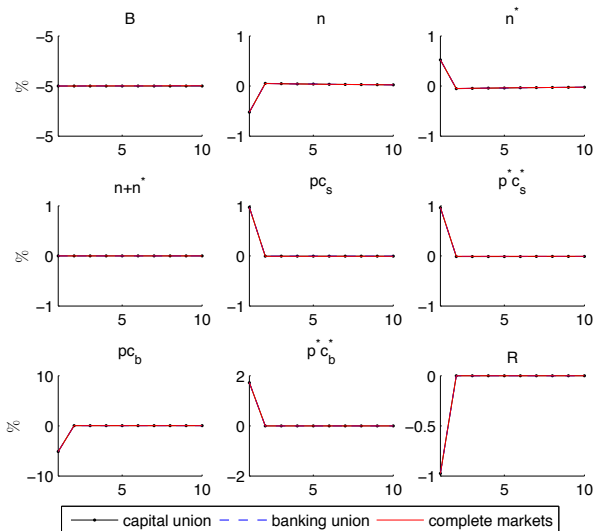 B n n*
-5 1 1
% -5 0 0
-5 -1 -1
5 10 5 10 5 10
n+n* pc_s p*c_s*
1 1 1
% 0 0 0
-1 -1 -1
5 10 5 10 5 10
pc_b p*c_b* R
10 2 0
% 0 0 -0.5
-10 -2 -1
5 10 5 10 5 10
capital union banking union complete markets